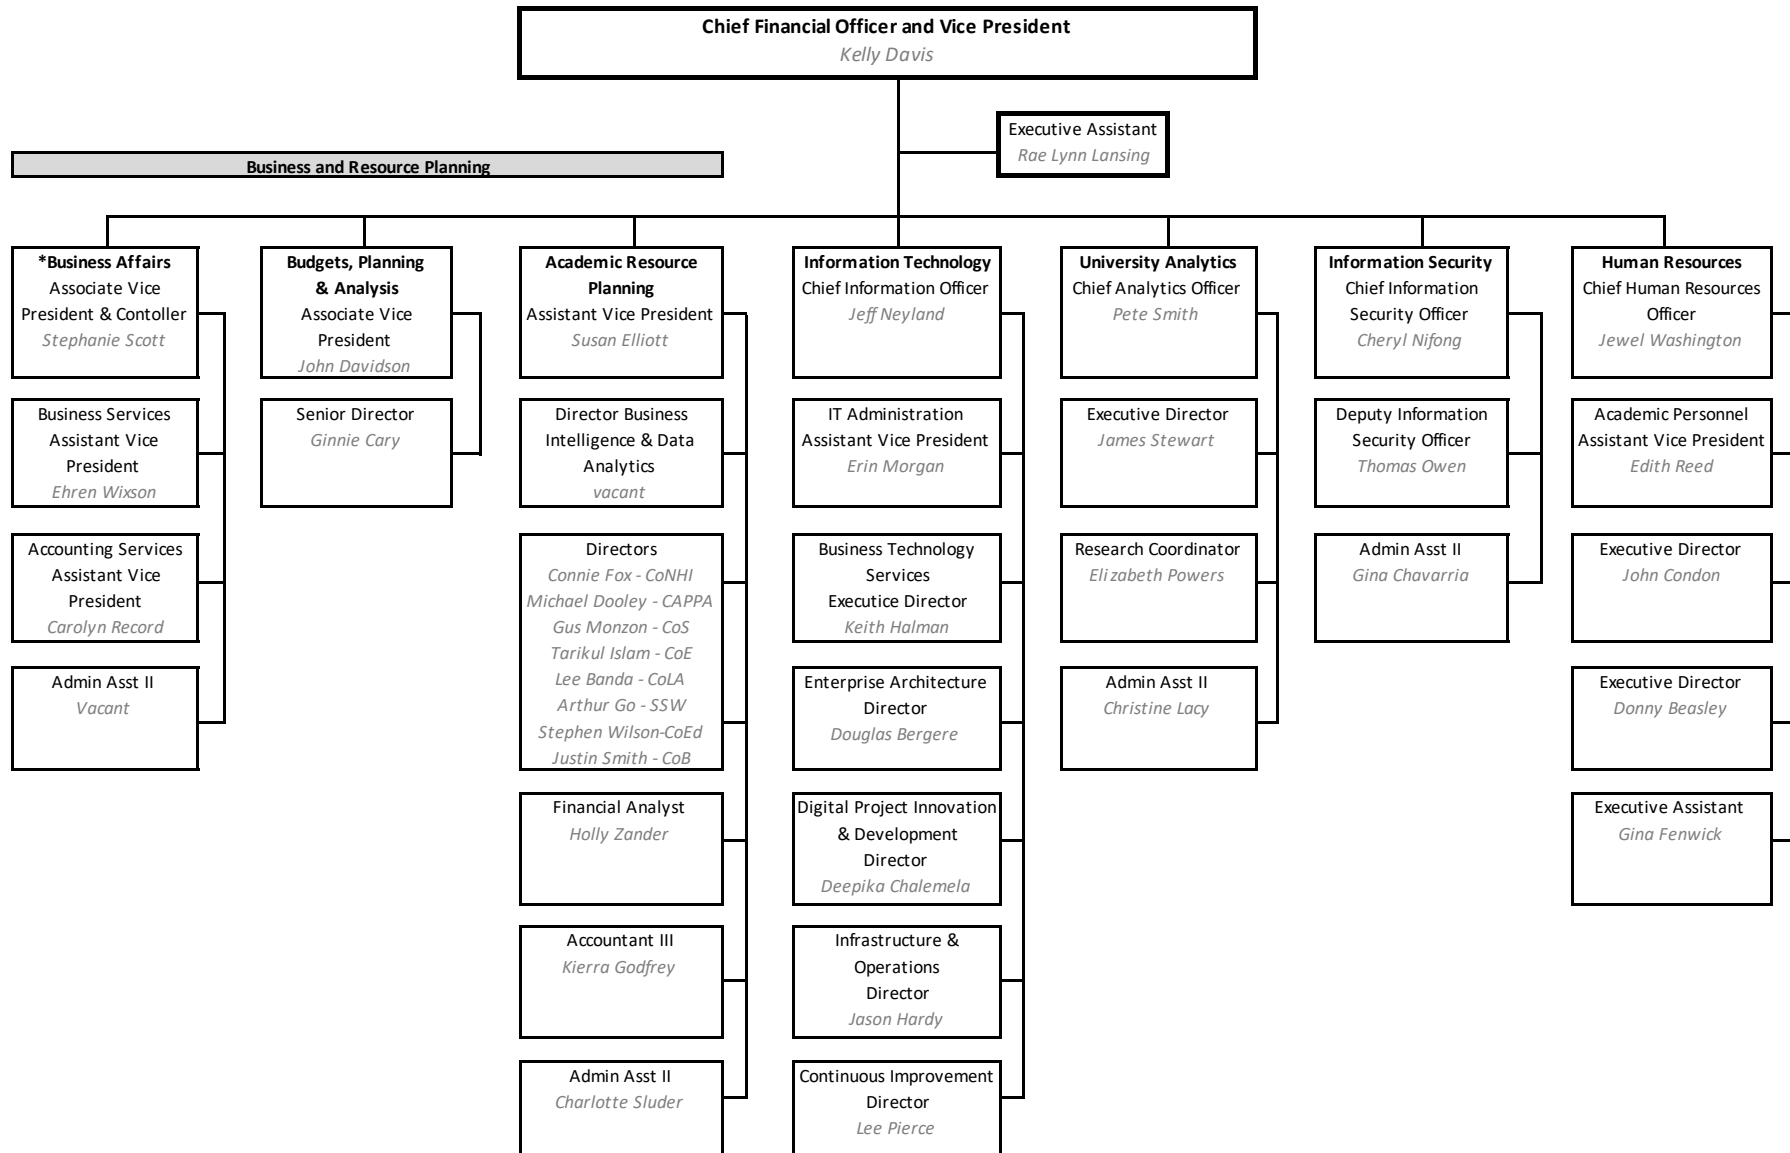 Chief Financial Officer and Vice President
Kelly Davis
Executive Assistant
Rae Lynn Lansing
Business and Resource Planning
*Business Affairs
Associate Vice
President & Contoller
Stephanie Scott
Business Services
Assistant Vice
President
Ehren Wixson
Accounting Services
Assistant Vice
President
Carolyn Record
Admin Asst II
Vacant
Budgets, Planning
& Analysis
Associate Vice
President
John Davidson
Senior Director
Ginnie Cary
Academic Resource
Planning
Assistant Vice President
Susan Elliott
Director Business
Intelligence & Data
Analytics
vacant
Directors
Connie Fox - CoNHI
Michael Dooley - CAPPA
Gus Monzon - CoS
Tarikul Islam - CoE
Lee Banda - CoLA
Arthur Go - SSW
Stephen Wilson-CoEd
Justin Smith - CoB
Financial Analyst
Holly Zander
Accountant III
Kierra Godfrey
Admin Asst II
Charlotte Sluder
Information Technology
Chief Information Officer
Jeff Neyland
IT Administration
Assistant Vice President
Erin Morgan
Business Technology
Services
Executice Director
Keith Halman
Enterprise Architecture
Director
Douglas Bergere
Digital Project Innovation
& Development
Director
Deepika Chalemela
Infrastructure &
Operations
Director
Jason Hardy
Continuous Improvement
Director
Lee Pierce
University Analytics
Chief Analytics Officer
Pete Smith
Executive Director
James Stewart
Research Coordinator
Elizabeth Powers
Admin Asst II
Christine Lacy
Information Security
Chief Information
Security Officer
Cheryl Nifong
Deputy Information
Security Officer
Thomas Owen
Admin Asst II
Gina Chavarria
Human Resources
Chief Human Resources
Officer
Jewel Washington
Academic Personnel
Assistant Vice President
Edith Reed
Executive Director
John Condon
Executive Director
Donny Beasley
Executive Assistant
Gina Fenwick